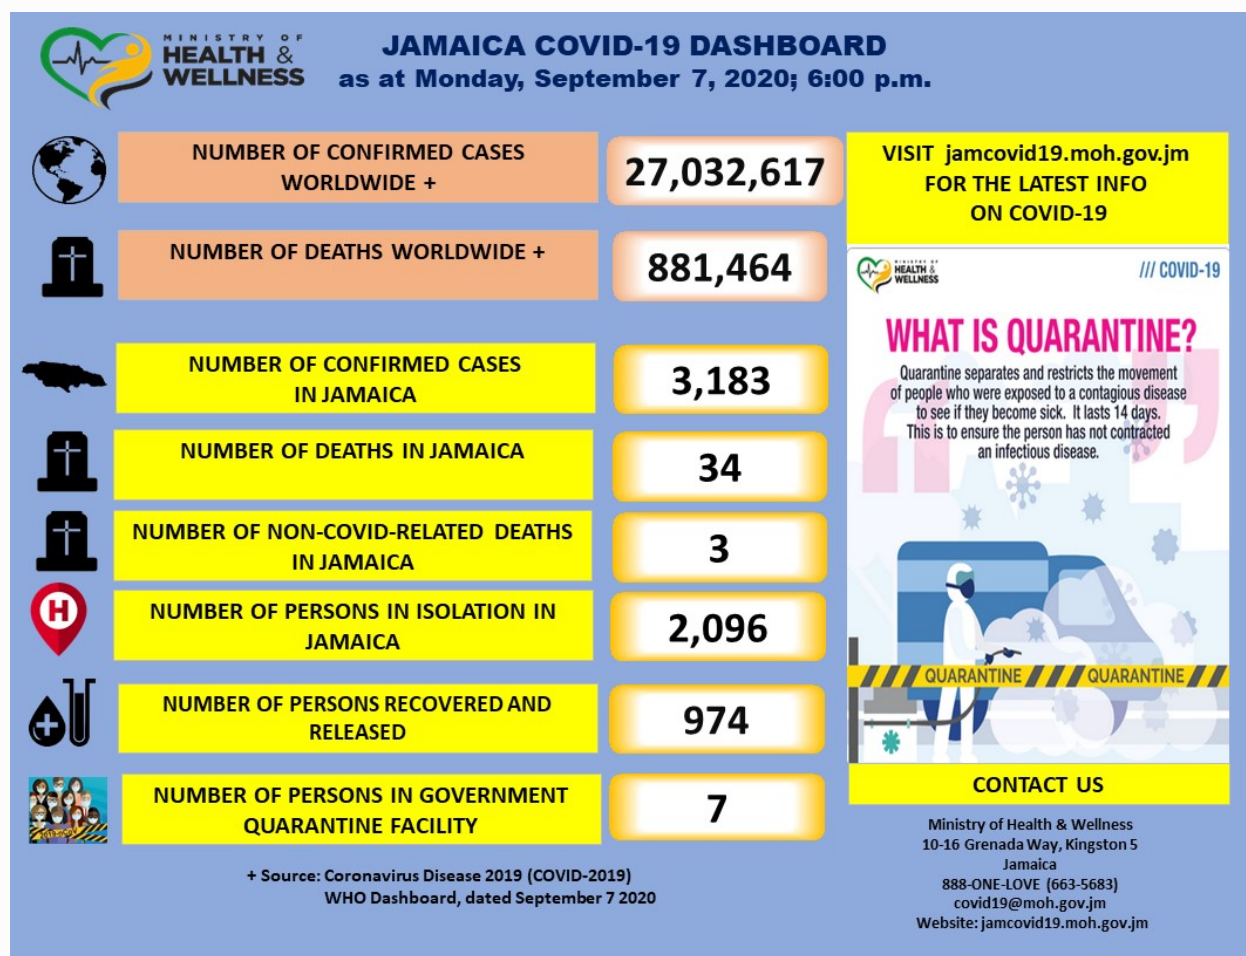 MINISTRY OF
HEALTH &
WELLNESS
JAMAICA COVID-19 DASHBOARD
as at Monday, September 7, 2020; 6:00 p.m.
NUMBER OF CONFIRMED CASES
WORLDWIDE +
27,032,617
NUMBER OF DEATHS WORLDWIDE +
881,464
NUMBER OF CONFIRMED CASES
IN JAMAICA
3,183
NUMBER OF DEATHS IN JAMAICA
34
NUMBER OF NON-COVID-RELATED DEATHS
IN JAMAICA
3
H
NUMBER OF PERSONS IN ISOLATION IN
JAMAICA
2,096
NUMBER OF PERSONS RECOVERED AND
RELEASED
974
NUMBER OF PERSONS IN GOVERNMENT
QUARANTINE FACILITY
7
+ Source: Coronavirus Disease 2019 (COVID-2019)
WHO Dashboard, dated September 7 2020
VISIT jamcovid19.moh.gov.jm
FOR THE LATEST INFO
ON COVID-19
MINISTRY OF
HEALTH &
WELLNESS
/// COVID-19
WHAT IS QUARANTINE?
Quarantine separates and restricts the movement
of people who were exposed to a contagious disease
to see if they become sick. It lasts 14 days.
This is to ensure the person has not contracted
an infectious disease.
QUARANTINE QUARANTINE
CONTACT US
Ministry of Health & Wellness
10-16 Grenada Way, Kingston 5
Jamaica
888-ONE-LOVE (663-5683)
covid19@moh.gov.jm
Website: jamcovid19.moh.gov.jm